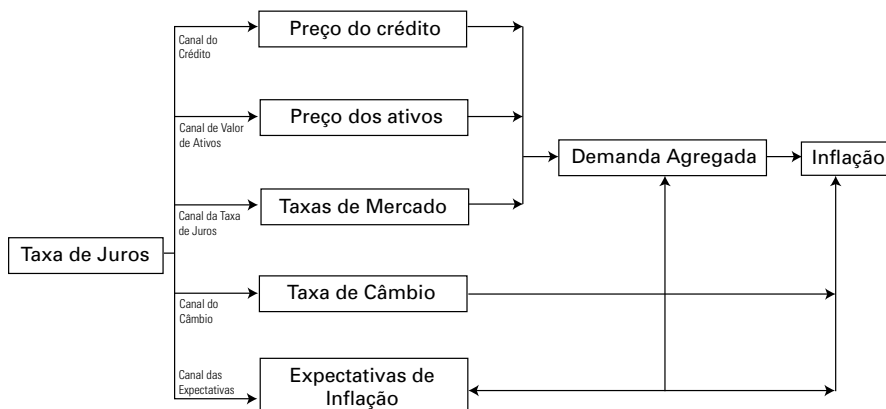 Canal do
Crédito
Preço do crédito
Canal de Valor
de Ativos
Preço dos ativos
Demanda Agregada
Inflação
Canal da Taxa
de Juros
Taxas de Mercado
Taxa de Juros
Canal do
Câmbio
Taxa de Câmbio
Canal das
Expectativas
Expectativas de
Inflação